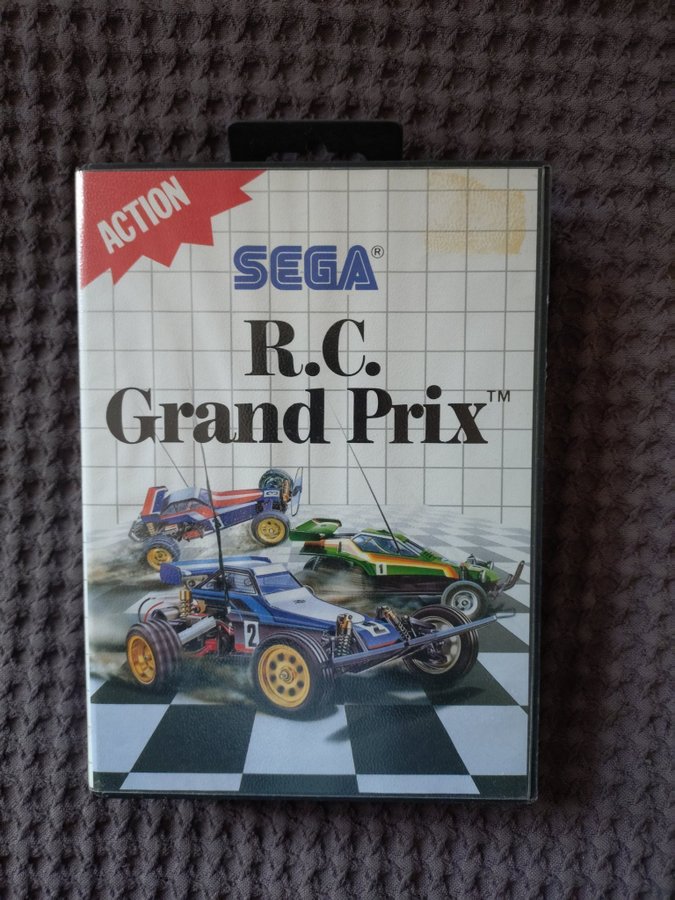 ACTION
SEGA®
R.C.
Grand Prix™
1
2